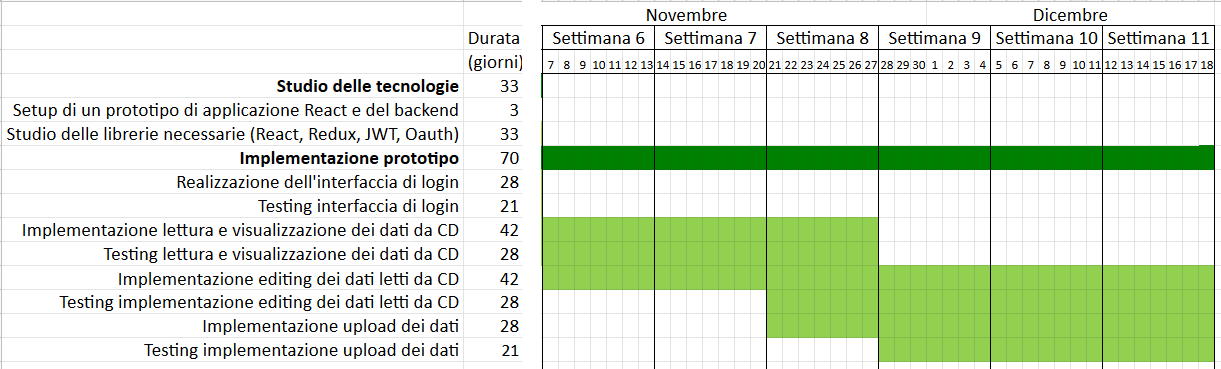 Novembre Dicembre
Durata Settimana 6 Settimana 7 Settimana 8 Settimana 9 Settimana 10 Settimana 11
(giorni) 7 8 9 10 11 12 13 14 15 16 17 18 19 20 21 22 23 24 25 26 27 28 29 30 1 2 3 4 5 6 7 8 9 10 11 12 13 14 15 16 17 18
Studio delle tecnologie 33
Setup di un prototipo di applicazione React e del backend 3
Studio delle librerie necessarie (React, Redux, JWT, Oauth) 33
Implementazione prototipo 70
Realizzazione dell'interfaccia di login 28
Testing interfaccia di login 21
Implementazione lettura e visualizzazione dei dati da CD 42
Testing lettura e visualizzazione dei dati da CD 28
Implementazione editing dei dati letti da CD 42
Testing implementazione editing dei dati letti da CD 28
Implementazione upload dei dati 28
Testing implementazione upload dei dati 21